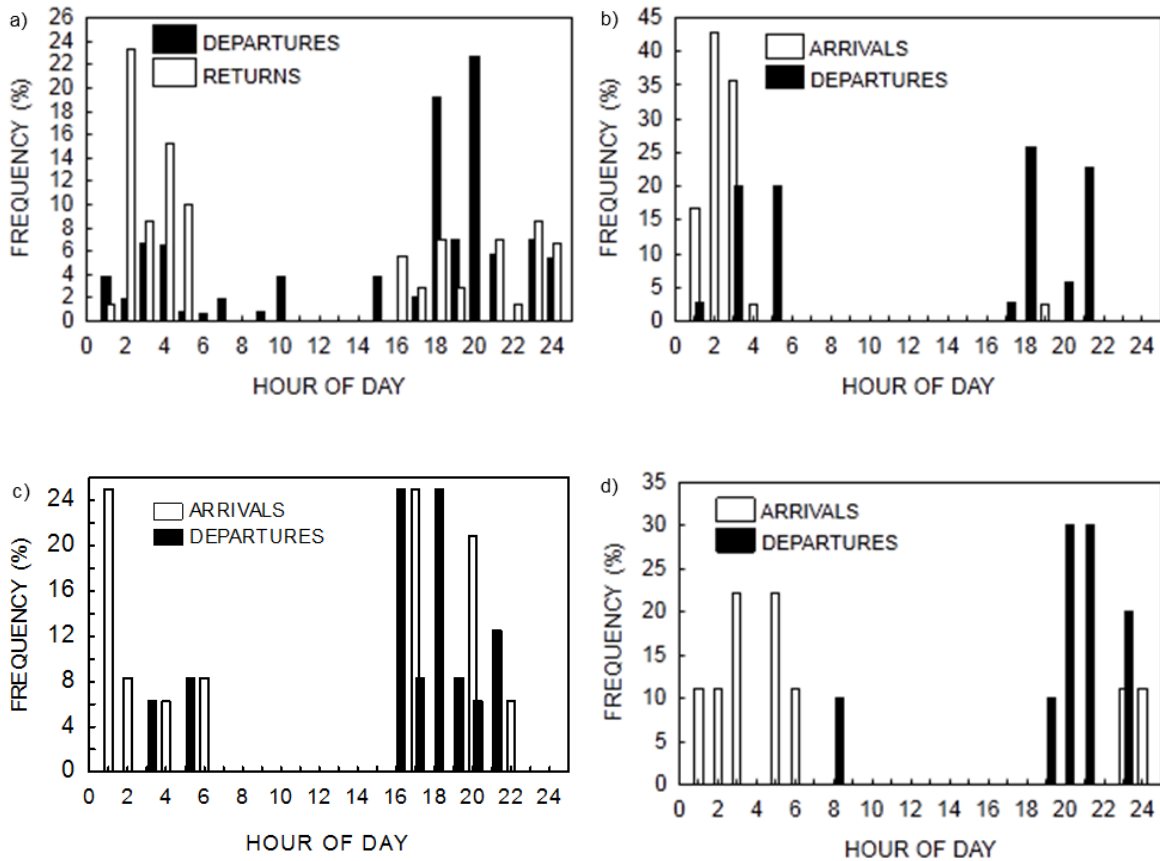 a)
26
24
22
20
18
16
14
12
10
8
6
4
2
0
FREQUENCY (%)
DEPARTURES
RETURNS
0 2 4 6 8 10 12 14 16 18 20 22 24
HOUR OF DAY
b)
45
40
35
30
25
20
15
10
5
0
FREQUENCY (%)
ARRIVALS
DEPARTURES
0 2 4 6 8 10 12 14 16 18 20 22 24
HOUR OF DAY
c)
24
20
16
12
8
4
0
FREQUENCY (%)
ARRIVALS
DEPARTURES
0 2 4 6 8 10 12 14 16 18 20 22 24
HOUR OF DAY
d)
35
30
25
20
15
10
5
0
FREQUENCY (%)
ARRIVALS
DEPARTURES
0 2 4 6 8 10 12 14 16 18 20 22 24
HOUR OF DAY